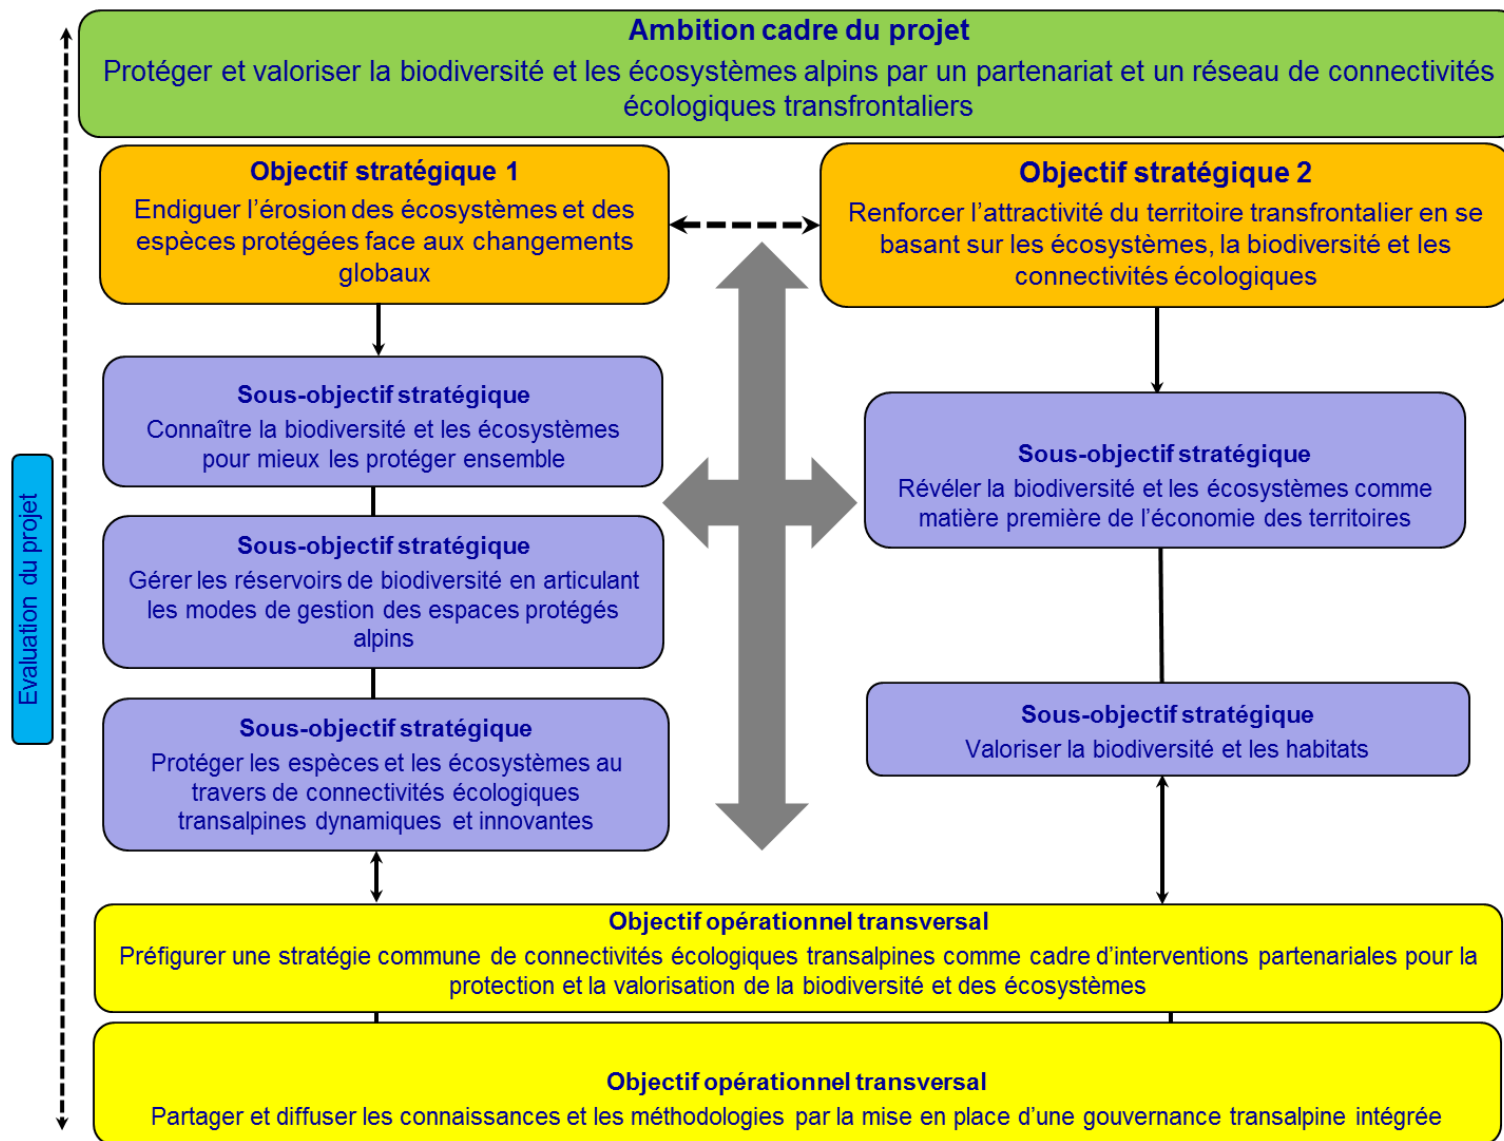 Ambition cadre du projet
Protéger et valoriser la biodiversité et les écosystèmes alpins par un partenariat et un réseau de connectivités
écologiques transfrontaliers
Objectif stratégique 1
Endiguer l’érosion des écosystèmes et des
espèces protégées face aux changements
globaux
Objectif stratégique 2
Renforcer l’attractivité du territoire transfrontalier en se
basant sur les écosystèmes, la biodiversité et les
connectivités écologiques
Sous-objectif stratégique
Connaître la biodiversité et les écosystèmes
pour mieux les protéger ensemble
Sous-objectif stratégique
Gérer les réservoirs de biodiversité en articulant
les modes de gestion des espaces protégés
alpins
Sous-objectif stratégique
Protéger les espèces et les écosystèmes au
travers de connectivités écologiques
transalpines dynamiques et innovantes
Sous-objectif stratégique
Révéler la biodiversité et les écosystèmes comme
matière première de l’économie des territoires
Sous-objectif stratégique
Valoriser la biodiversité et les habitats
Evaluation du projet
Objectif opérationnel transversal
Préfigurer une stratégie commune de connectivités écologiques transalpines comme cadre d’interventions partenariales pour la
protection et la valorisation de la biodiversité et des écosystèmes
Objectif opérationnel transversal
Partager et diffuser les connaissances et les méthodologies par la mise en place d’une gouvernance transalpine intégrée